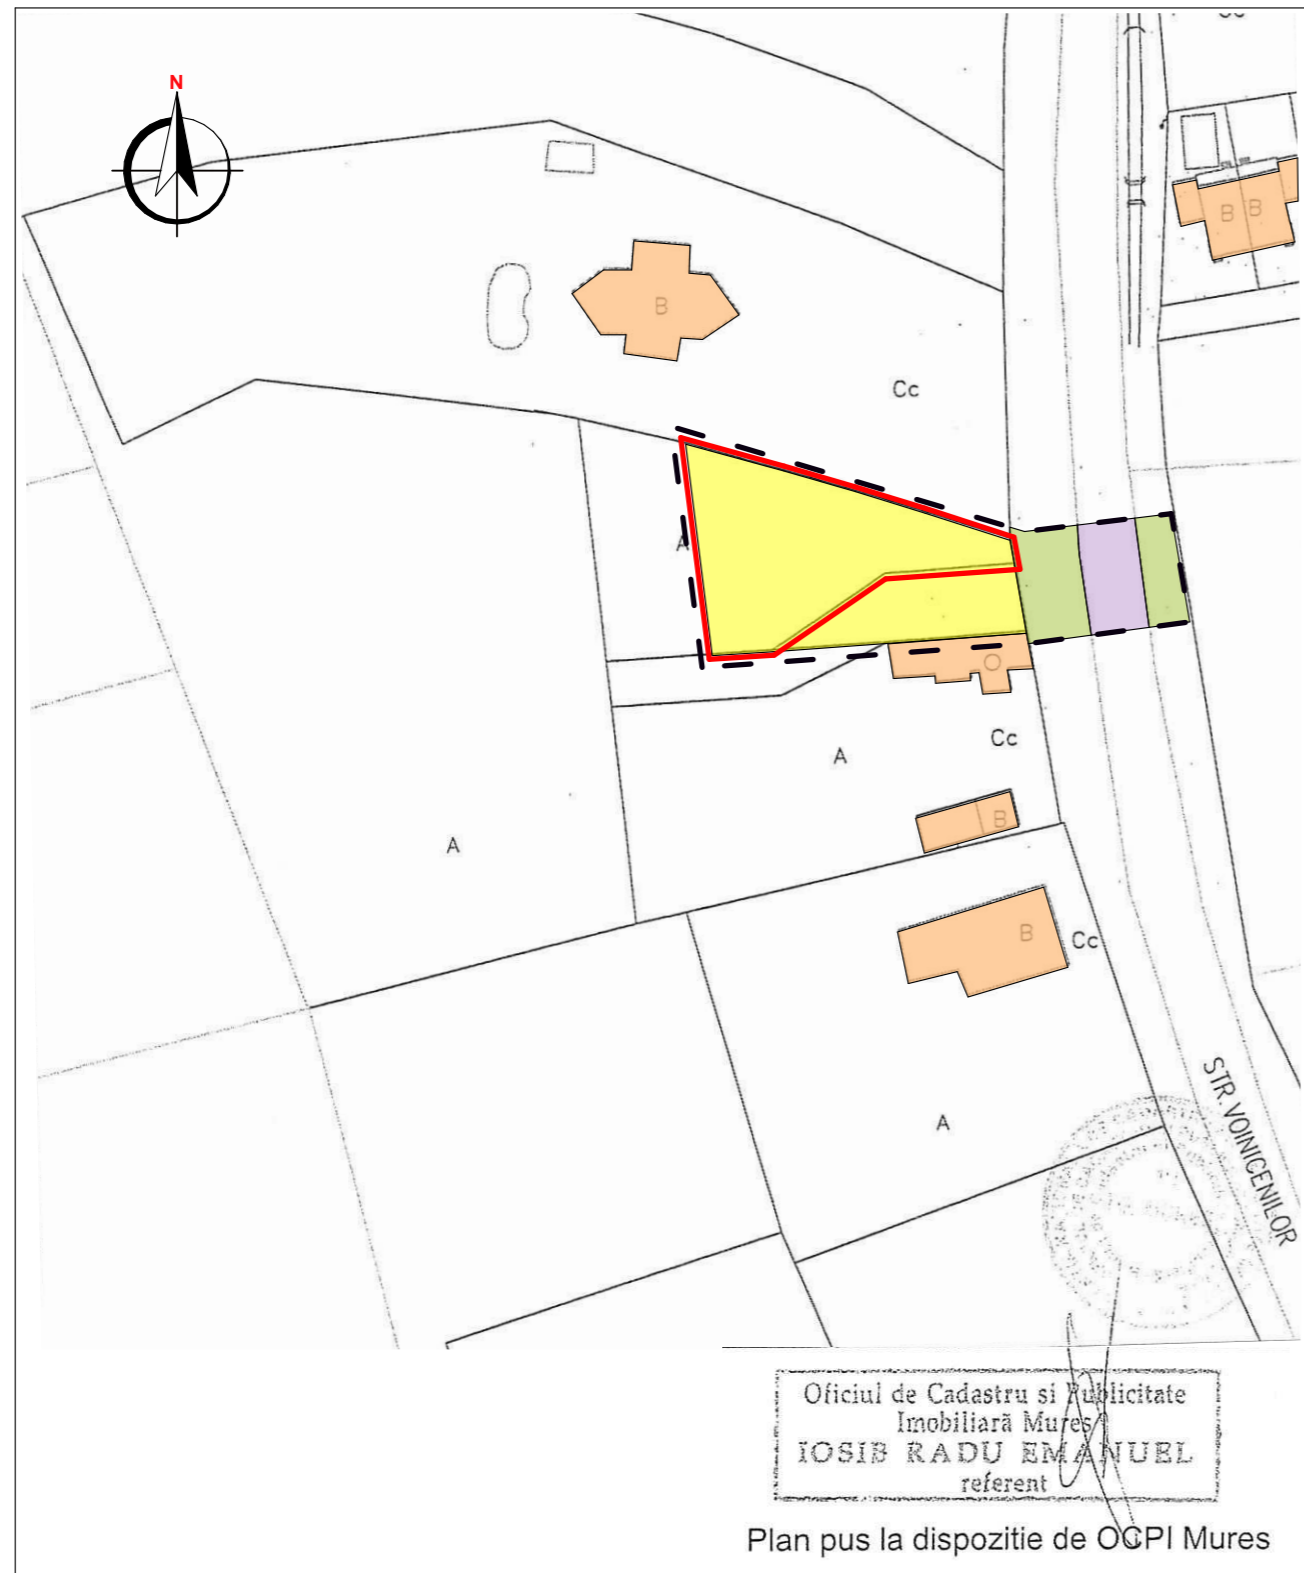 N
B B
B
Cc
A
O
Cc
A
B
A
B
Cc
A
STR. VOINICENILOR
Oficiul de Cadastru si Publicitate
Imobiliară Mures
IOSIB RADU EMANUEL
referent
Plan pus la dispozitie de OCPI Mures